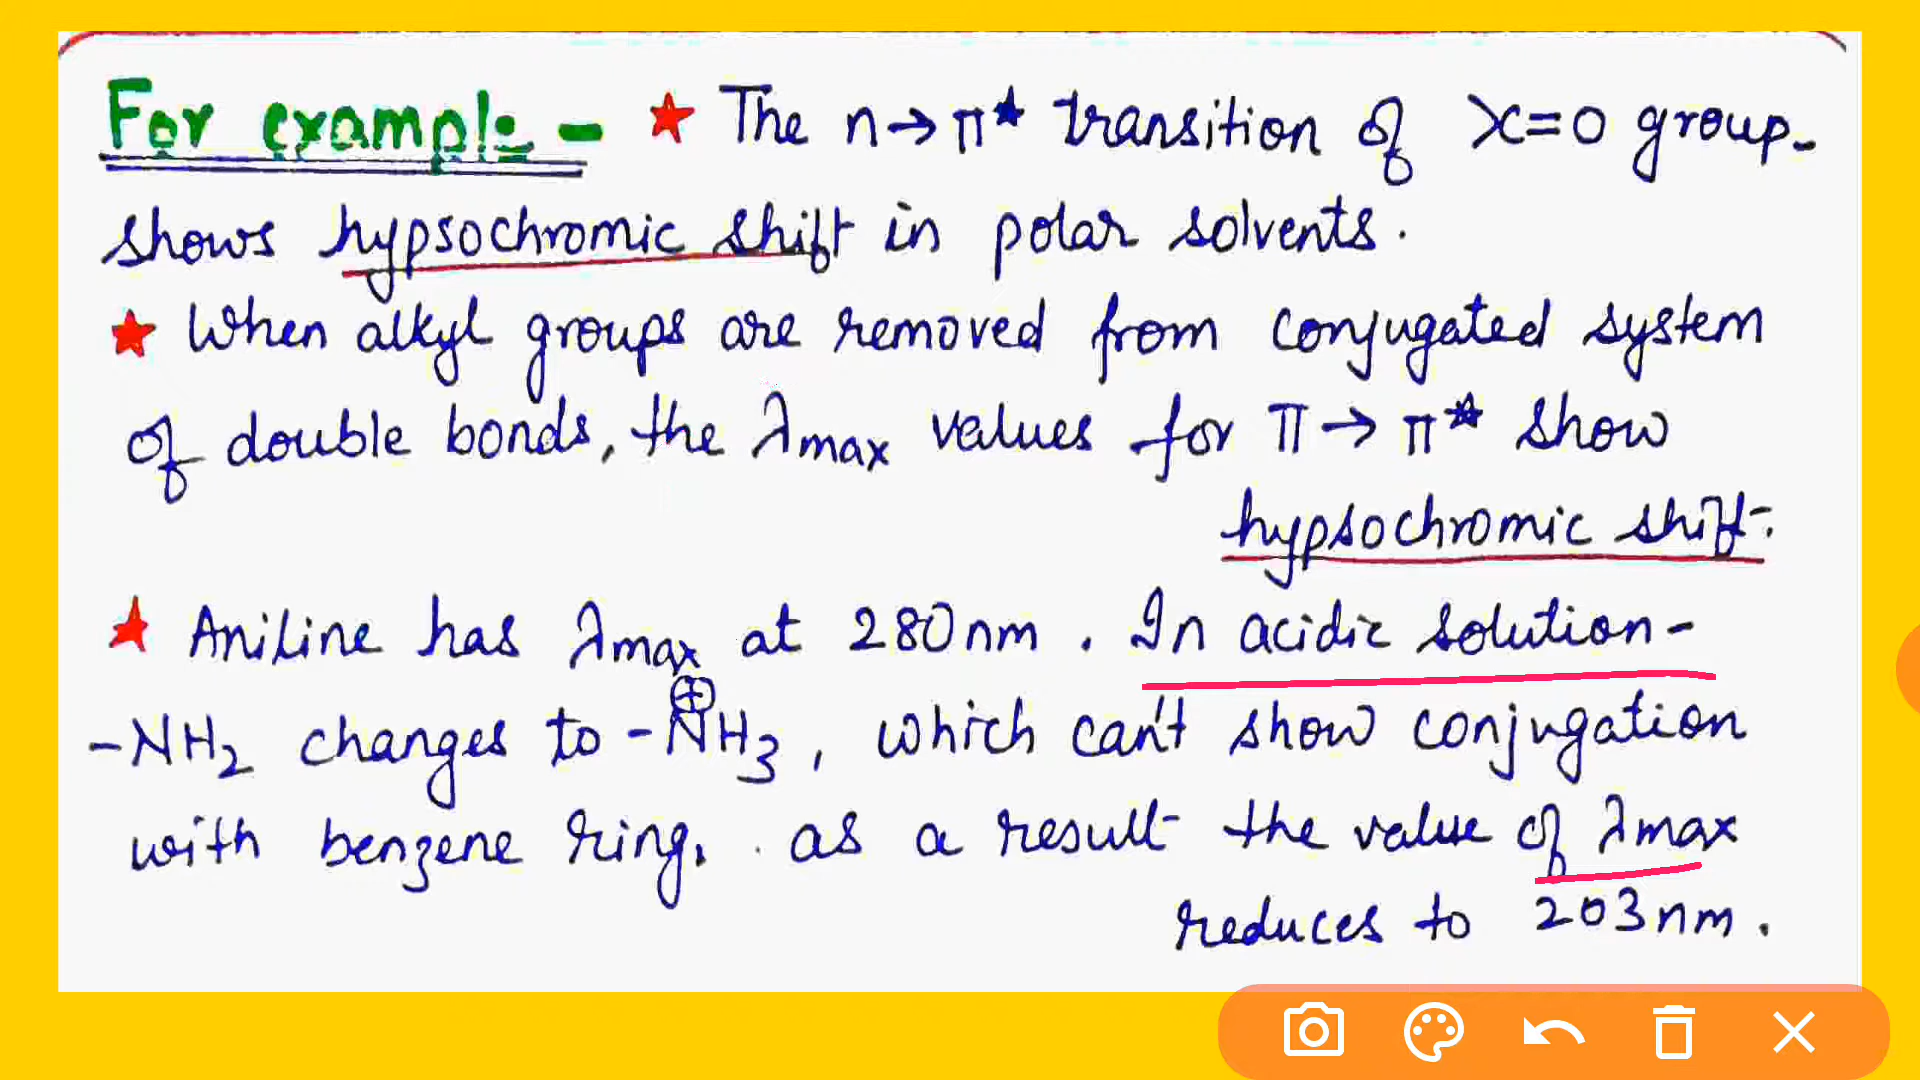 For example:- ★ The n→π* transition of >C=O group-
shows hypsochromic shift in polar solvents.
★ When alkyl groups are removed from conjugated system
of double bonds, the λmax values for π→π* show
hypsochromic shift.
★ Aniline has λmax at 280nm. In acidic solution-
-NH₂ changes to -N⊕H₃, which can't show conjugation
with benzene ring. as a result the value of λmax
reduces to 203nm.